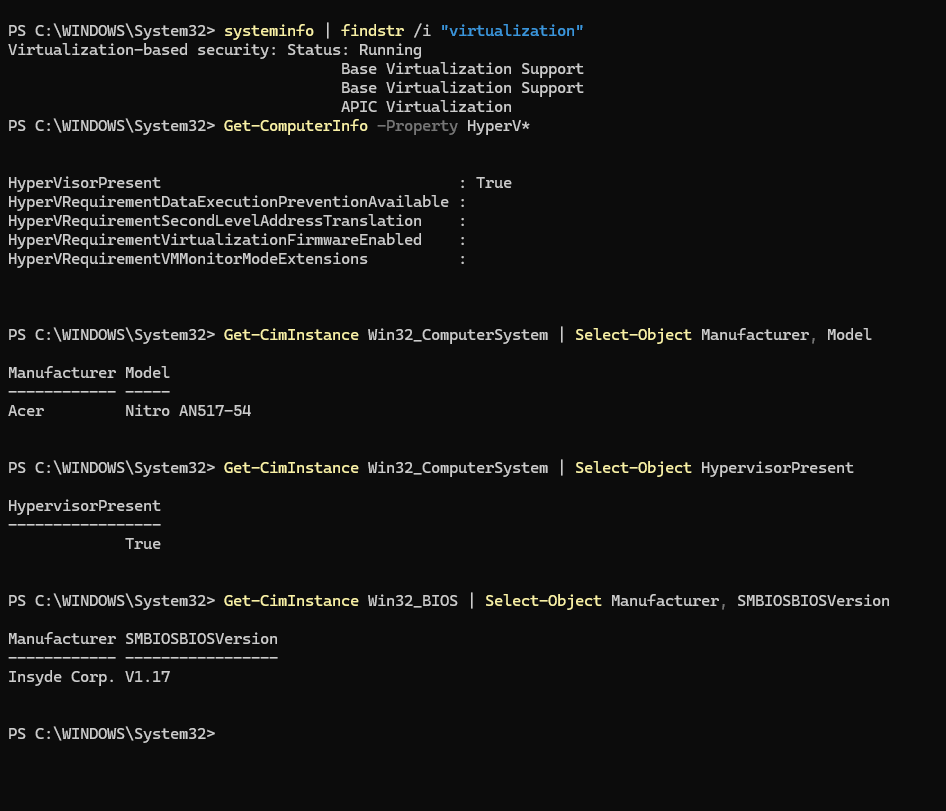 PS C:\WINDOWS\System32> systeminfo | findstr /i "virtualization"
Virtualization-based security: Status: Running
                                     Base Virtualization Support
                                     Base Virtualization Support
                                     APIC Virtualization
PS C:\WINDOWS\System32> Get-ComputerInfo -Property HyperV*
HyperVisorPresent                                 : True
HyperVRequirementDataExecutionPreventionAvailable :
HyperVRequirementSecondLevelAddressTranslation    :
HyperVRequirementVirtualizationFirmwareEnabled    :
HyperVRequirementVMMonitorModeExtensions          :
PS C:\WINDOWS\System32> Get-CimInstance Win32_ComputerSystem | Select-Object Manufacturer, Model
Manufacturer Model
------------ -----
Acer         Nitro AN517-54
PS C:\WINDOWS\System32> Get-CimInstance Win32_ComputerSystem | Select-Object HypervisorPresent
HypervisorPresent
-----------------
             True
PS C:\WINDOWS\System32> Get-CimInstance Win32_BIOS | Select-Object Manufacturer, SMBIOSBIOSVersion
Manufacturer SMBIOSBIOSVersion
------------ -----------------
Insyde Corp. V1.17
PS C:\WINDOWS\System32>